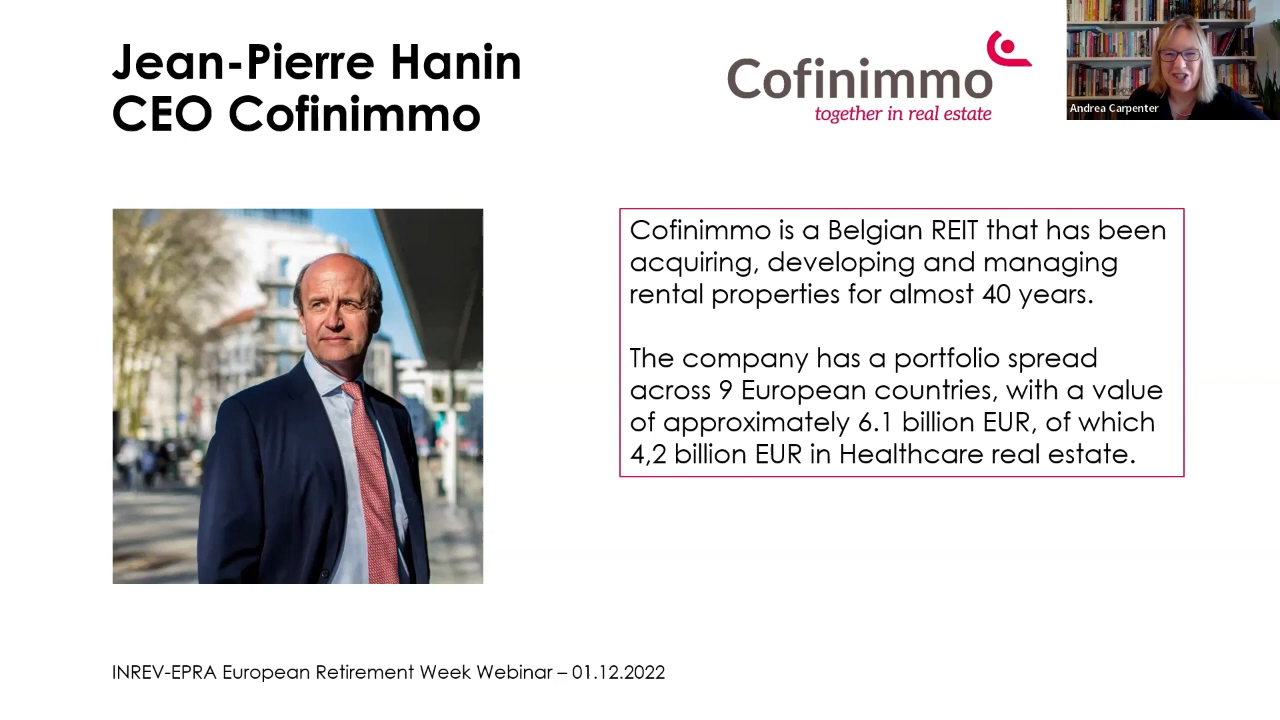 Jean-Pierre Hanin
CEO Cofinimmo
Cofinimmo
together in real estate
Andrea Carpenter
Cofinimmo is a Belgian REIT that has been
acquiring, developing and managing
rental properties for almost 40 years.
The company has a portfolio spread
across 9 European countries, with a value
of approximately 6.1 billion EUR, of which
4,2 billion EUR in Healthcare real estate.
INREV-EPRA European Retirement Week Webinar – 01.12.2022